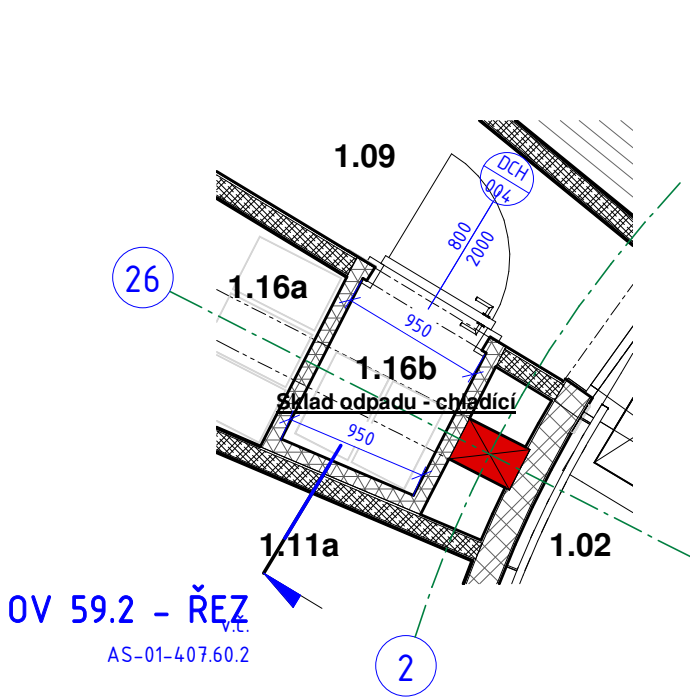 1.09
DCH
004
800
2000
26
1.16a
950
1.16b
Sklad odpadu - chladící
950
1.11a
1.02
OV 59.2 - ŘEZ
v.č.
AS-01-407.60.2
2